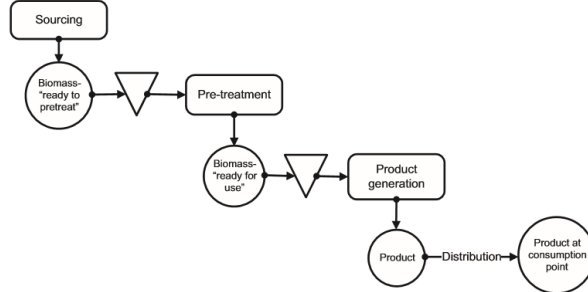 Sourcing
Biomass-
"ready to
pretreat"
Pre-treatment
Biomass-
"ready for
use"
Product
generation
Product
Distribution
Product at
consumption
point